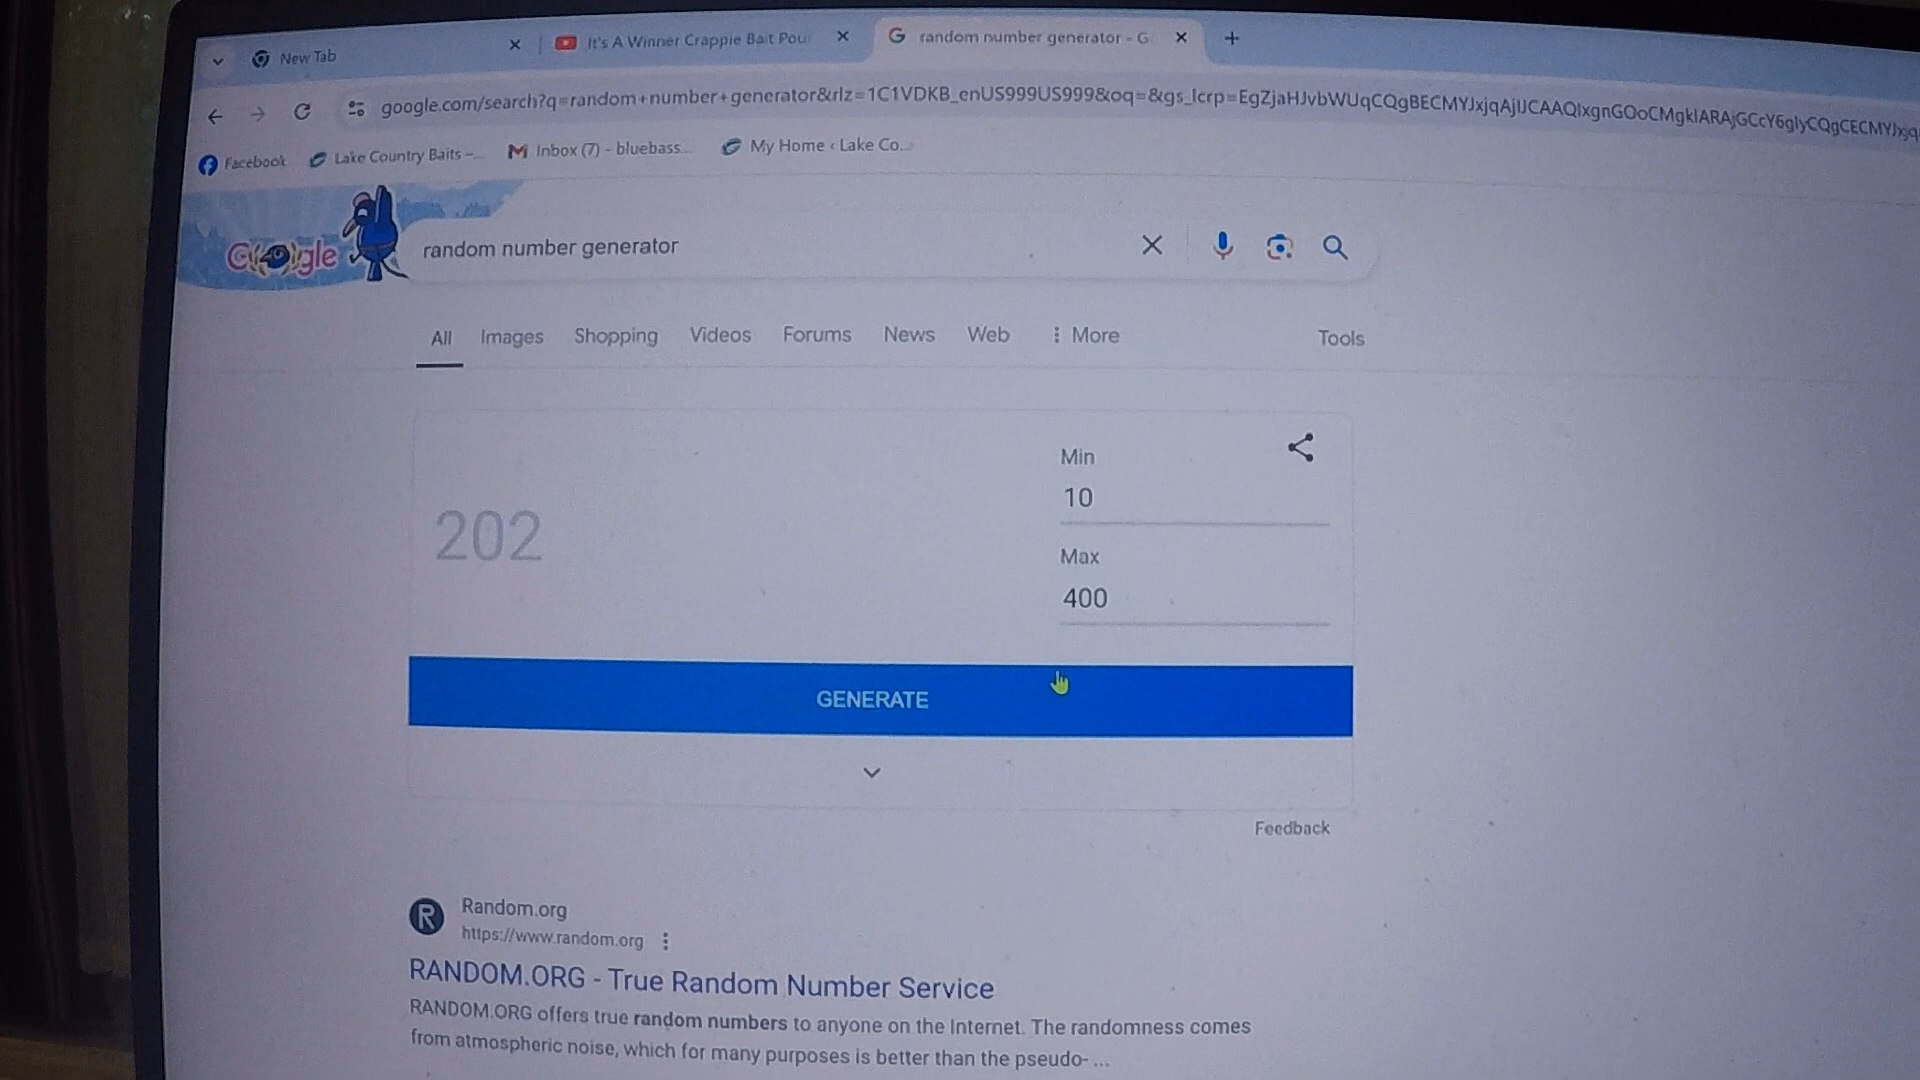 New Tab
It's A Winner Crappie Bait Pou
random number generator - G
google.com/search?q=random+number+generator&rlz=1C1VDKB_enUS999US999&oq=&gs_lcrp=
Facebook
Lake Country Baits –...
Inbox (7) - bluebass...
My Home ‹ Lake Co...
Google
random number generator
All Images Shopping Videos Forums News Web More Tools
Min
10
202
Max
400
GENERATE
Feedback
R
Random.org
https://www.random.org
RANDOM.ORG - True Random Number Service
RANDOM.ORG offers true random numbers to anyone on the Internet. The randomness comes
from atmospheric noise, which for many purposes is better than the pseudo- ...